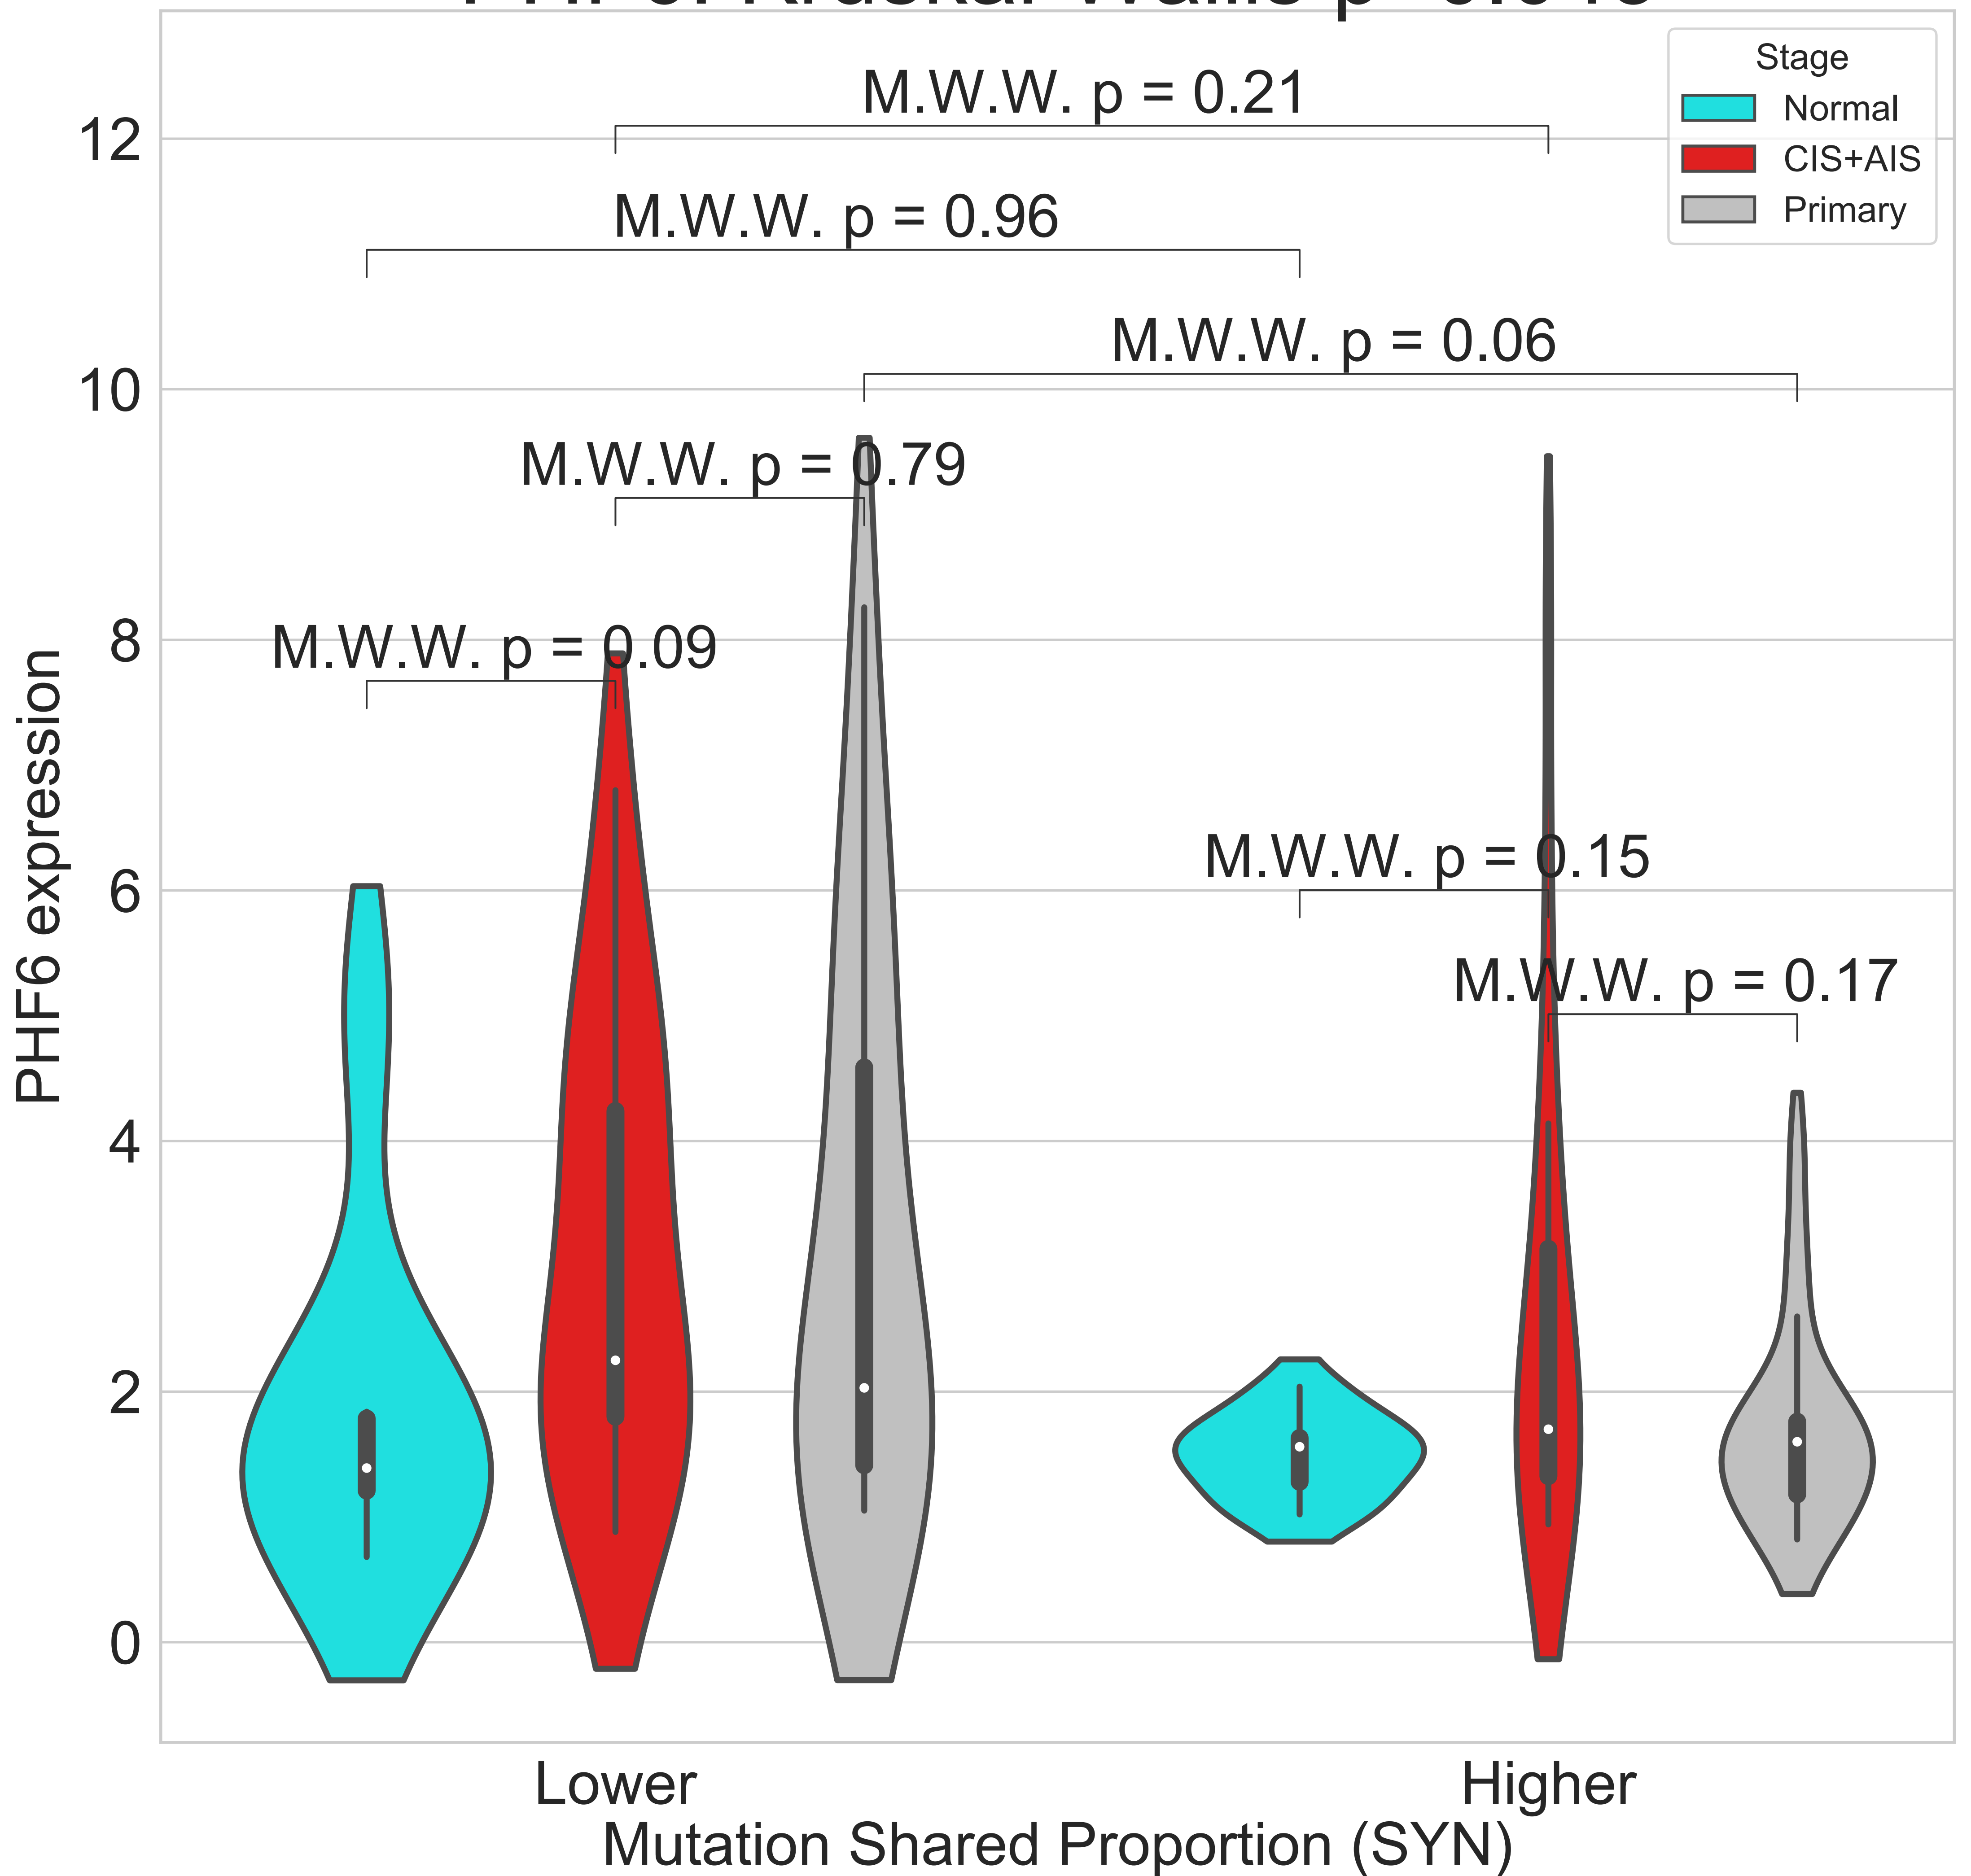 Stage
Normal
CIS+AIS
Primary
M.W.W. p = 0.21
M.W.W. p = 0.96
M.W.W. p = 0.06
M.W.W. p = 0.79
M.W.W. p = 0.09
M.W.W. p = 0.15
M.W.W. p = 0.17
12
10
8
6
4
2
0
PHF6 expression
Lower
Higher
Mutation Shared Proportion (SYN)